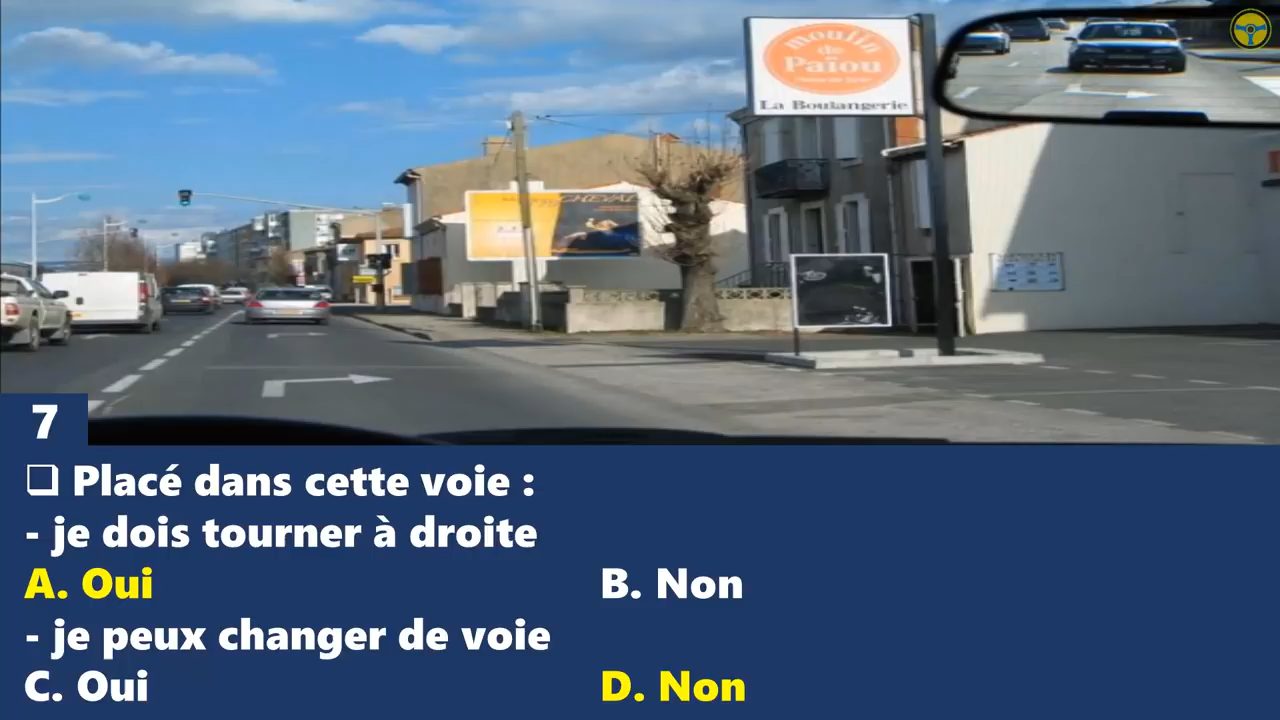 moulin
de
Païou
La Boulangerie
CHEVAL
7
❑ Placé dans cette voie :
- je dois tourner à droite
A. Oui B. Non
- je peux changer de voie
C. Oui D. Non